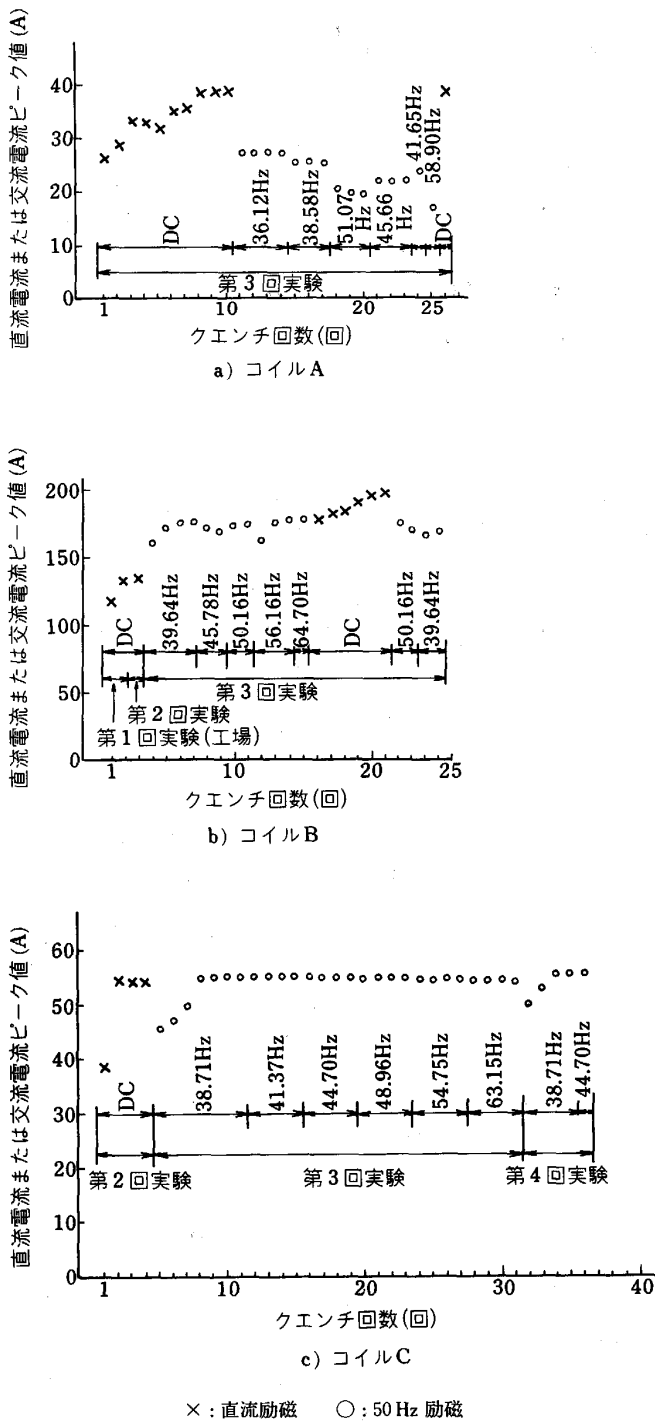 直流電流または交流電流ピーク値(A)
40
30
20
10
0
DC
36.12Hz
38.58Hz
51.07
Hz
45.66
Hz
41.65Hz
58.90Hz
DC
第3回実験
1
10
20
25
クエンチ回数(回)
a) コイルA
直流電流または交流電流ピーク値(A)
200
150
100
50
0
DC
39.64Hz
45.78Hz
50.16Hz
56.16Hz
64.70Hz
DC
50.16Hz
39.64Hz
第3回実験
第2回実験
第1回実験(工場)
1
10
20
25
クエンチ回数(回)
b) コイルB
直流電流または交流電流ピーク値(A)
60
50
40
30
20
0
DC
38.71Hz
41.37Hz
44.70Hz
48.96Hz
54.75Hz
63.15Hz
38.71Hz
44.70Hz
第2回実験
第3回実験
第4回実験
1
10
20
30
40
クエンチ回数(回)
c) コイルC
×:直流励磁 ○:50Hz 励磁